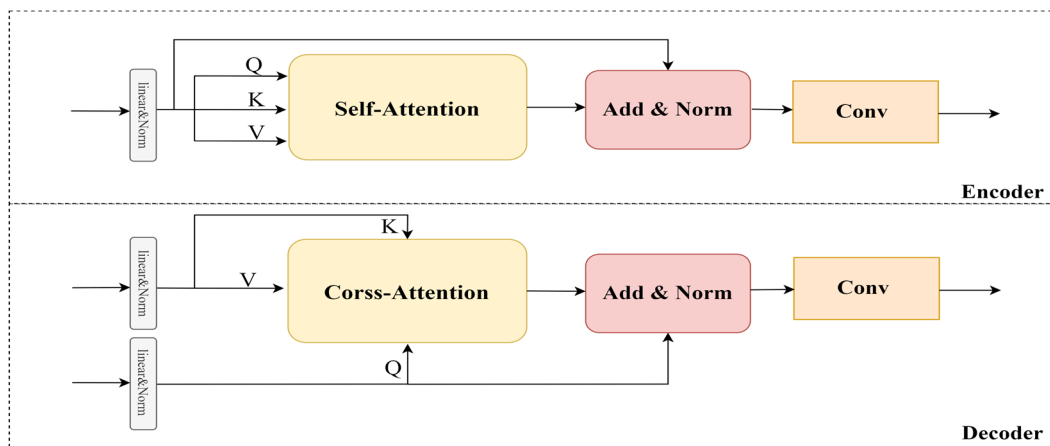 linear&Norm
Q
K
V
Self-Attention
Add & Norm
Conv
Encoder
linear&Norm
K
V
Corss-Attention
Add & Norm
Conv
linear&Norm
Q
Decoder